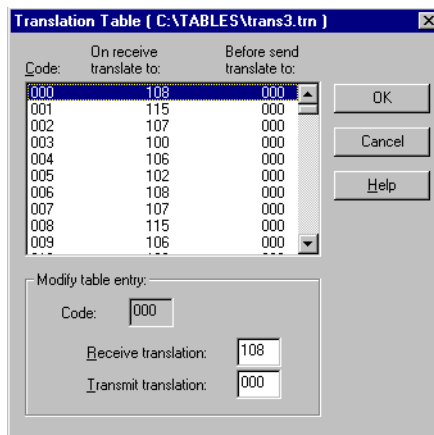 Translation Table ( C:\TABLES\trans3.trn )
On receive Before send
Code: translate to: translate to:
000 108 000
001 115 000
002 107 000
003 100 000
004 106 000
005 102 000
006 108 000
007 107 000
008 115 000
009 106 000
OK
Cancel
Help
Modify table entry:
Code: 000
Receive translation: 108
Transmit translation: 000